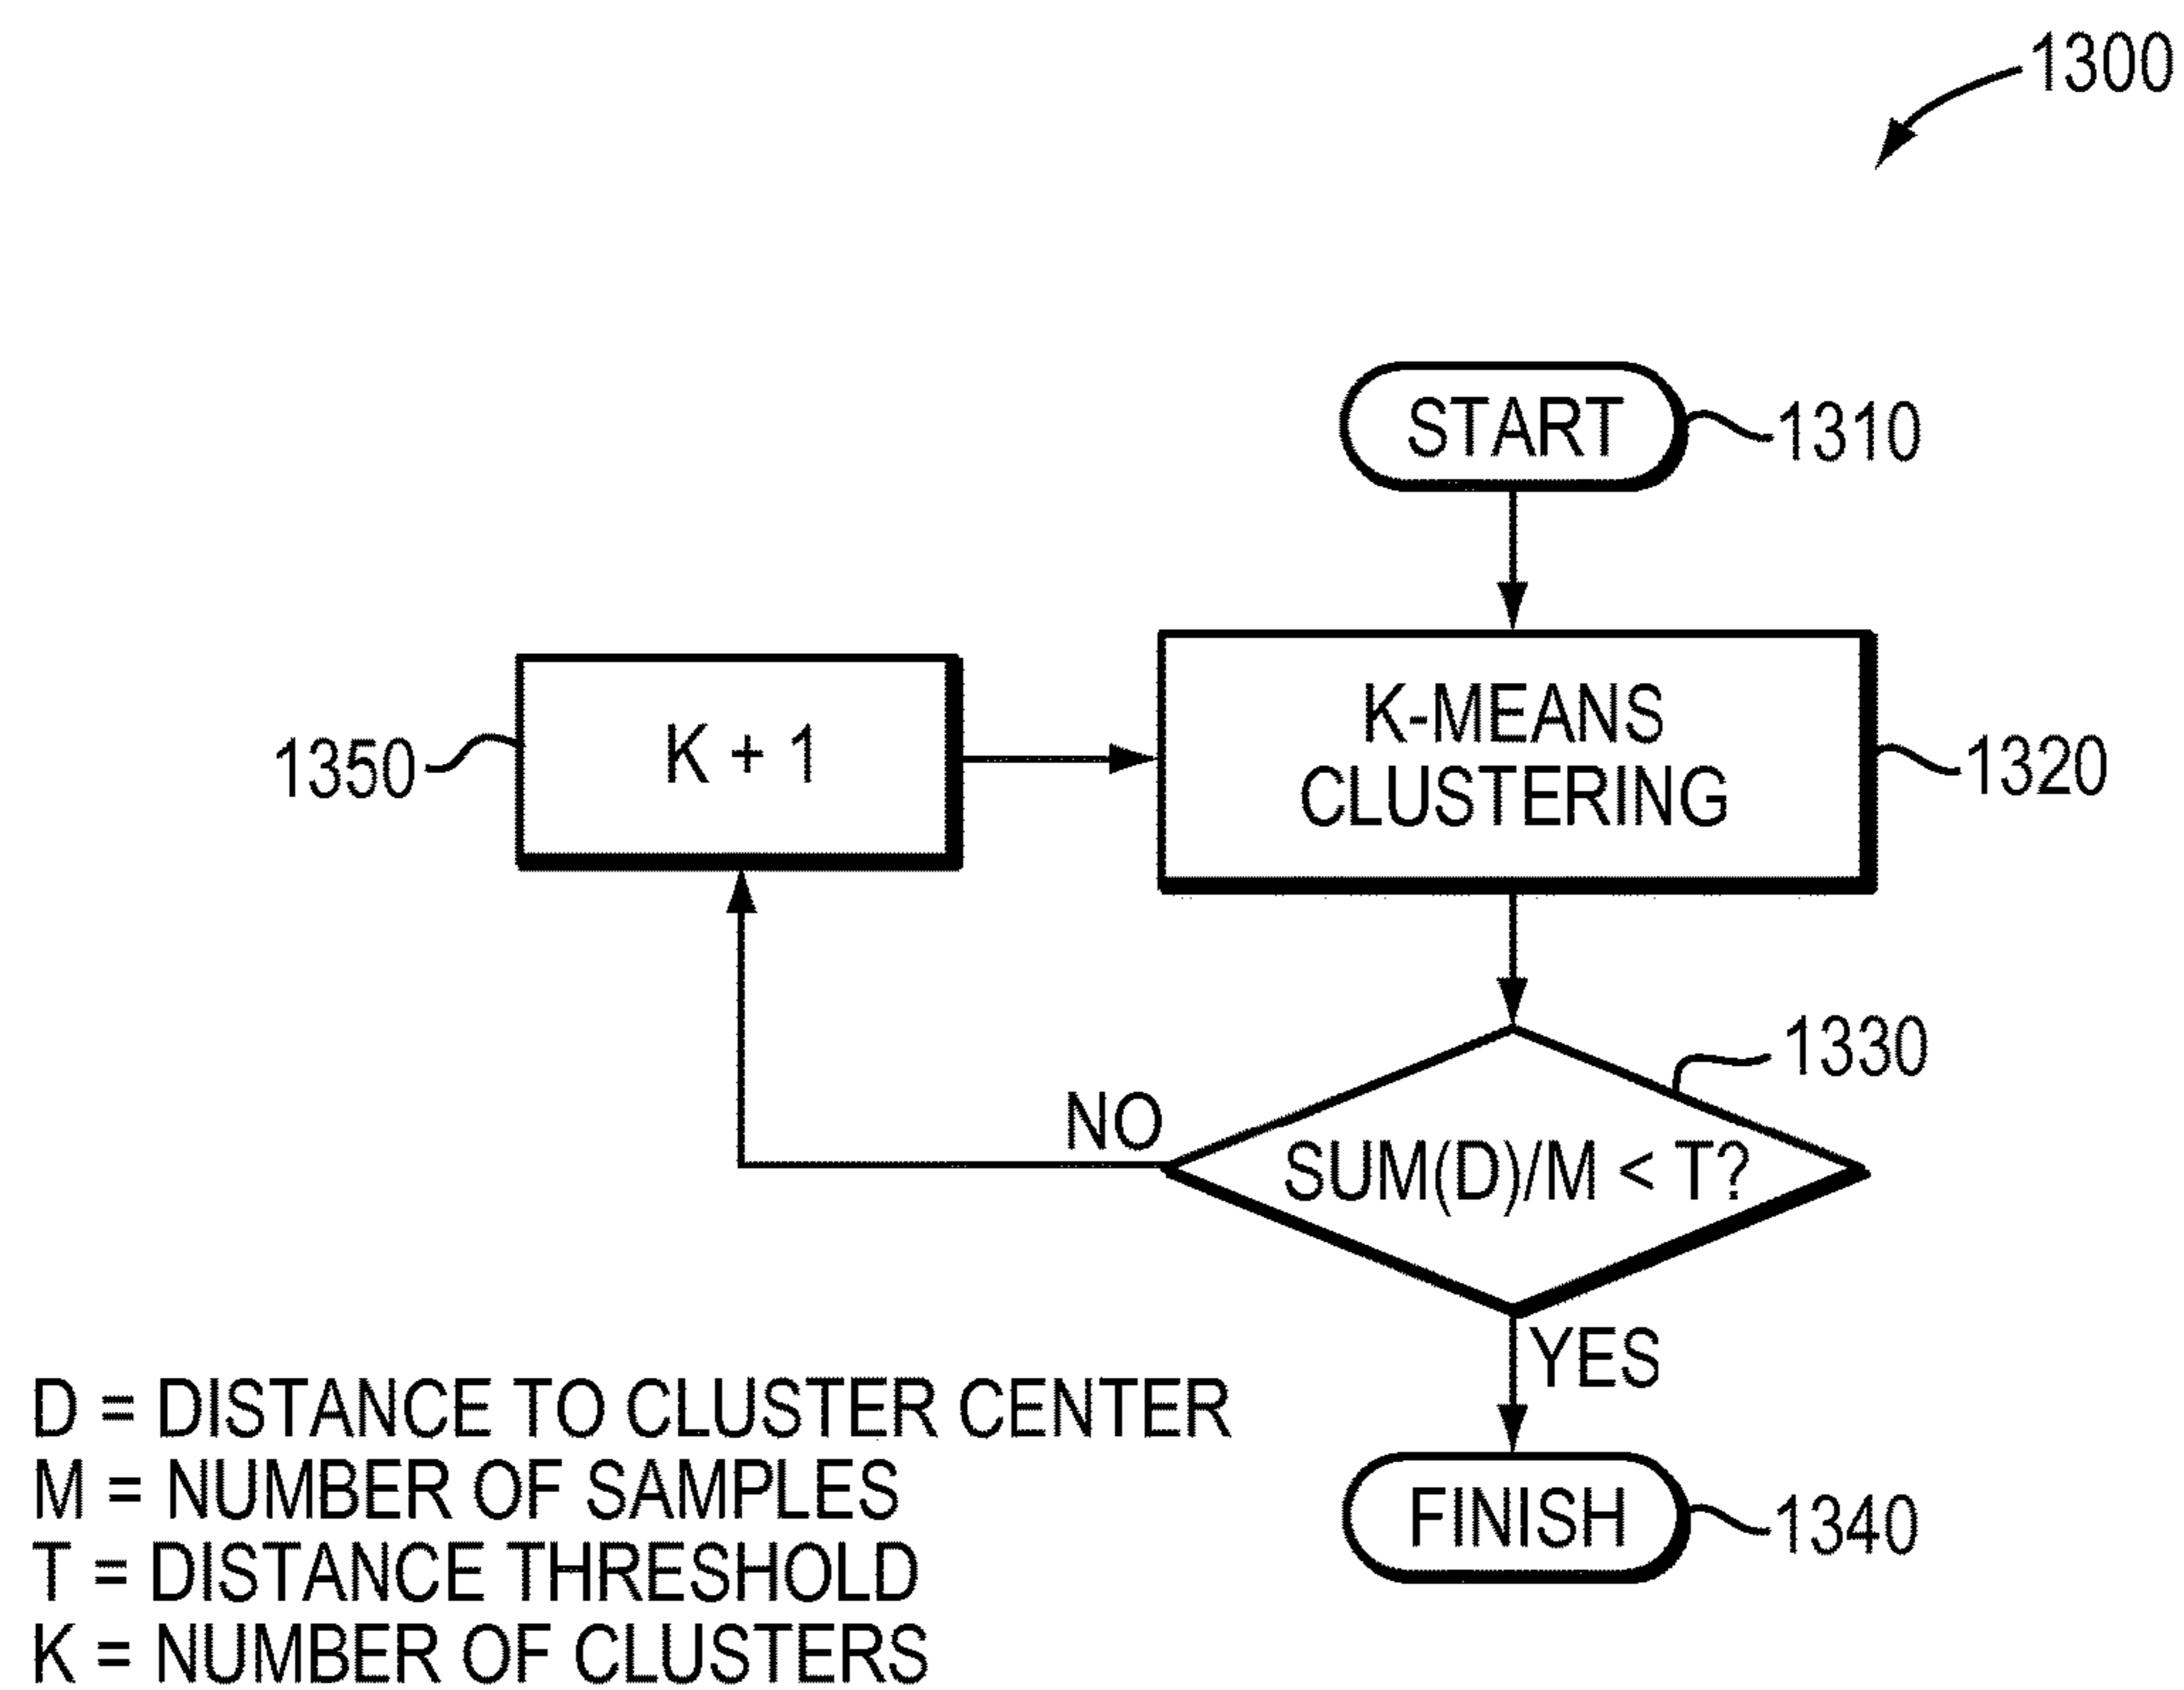 1300
START
1310
K-MEANS
CLUSTERING
1320
K + 1
1350
1330
NO
SUM(D)/M < T?
YES
FINISH
1340
D = DISTANCE TO CLUSTER CENTER
M = NUMBER OF SAMPLES
T = DISTANCE THRESHOLD
K = NUMBER OF CLUSTERS